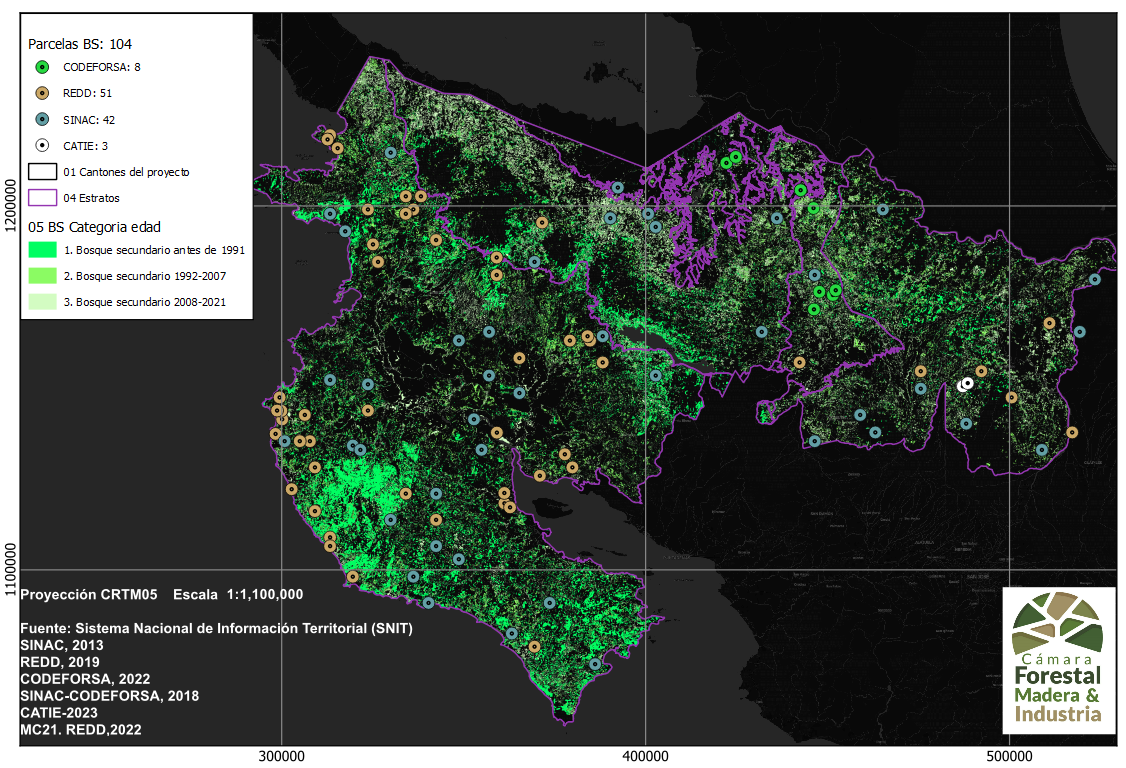 Parcelas BS: 104
CODEFORSA: 8
REDD: 51
SINAC: 42
CATIE: 3
01 Cantones del proyecto
04 Estratos
05 BS Categoria edad
1. Bosque secundario antes de 1991
2. Bosque secundario 1992-2007
3. Bosque secundario 2008-2021
1200000
1100000
Proyección CRTM05 Escala 1:1,100,000
Fuente: Sistema Nacional de Información Territorial (SNIT)
SINAC, 2013
REDD, 2019
CODEFORSA, 2022
SINAC-CODEFORSA, 2018
CATIE-2023
MC21. REDD,2022
Cámara
Forestal
Madera &
Industria
300000
400000
500000